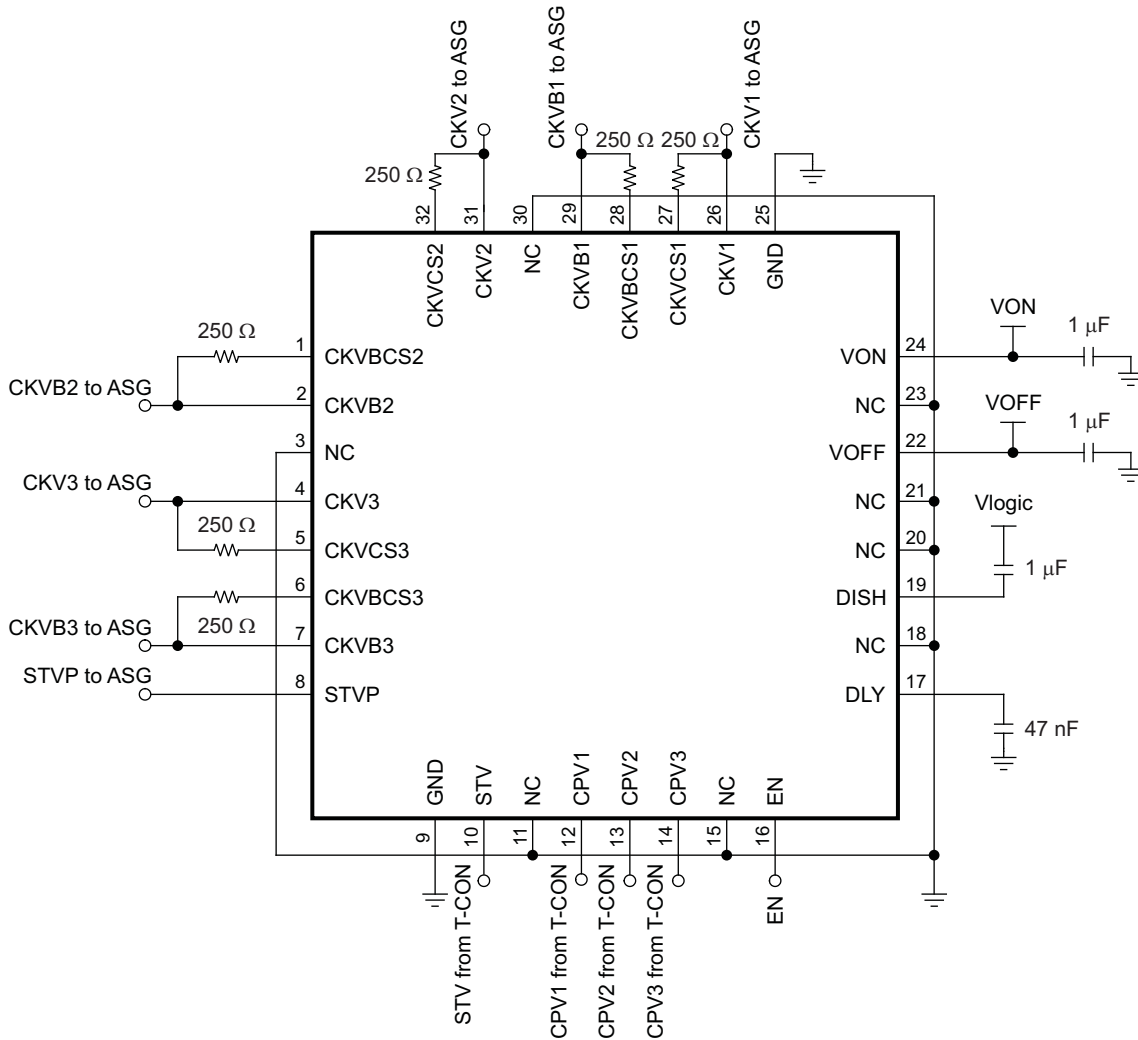 CKV2 to ASG
CKVB1 to ASG
CKV1 to ASG
250 Ω
250 Ω
250 Ω
32
31
30
29
28
27
26
25
CKVCS2
CKV2
NC
CKVB1
CKVBCS1
CKVCS1
CKV1
GND
250 Ω
1
CKVBCS2
CKVB2 to ASG
2
CKVB2
3
NC
CKV3 to ASG
4
CKV3
250 Ω
5
CKVCS3
6
CKVBCS3
CKVB3 to ASG
250 Ω
7
CKVB3
STVP to ASG
8
STVP
VON
1 μF
VON
24
NC
23
VOFF
1 μF
VOFF
22
NC
21
Vlogic
NC
20
1 μF
DISH
19
NC
18
DLY
17
47 nF
GND
STV
NC
CPV1
CPV2
CPV3
NC
EN
9
10
11
12
13
14
15
16
STV from T-CON
CPV1 from T-CON
CPV2 from T-CON
CPV3 from T-CON
EN